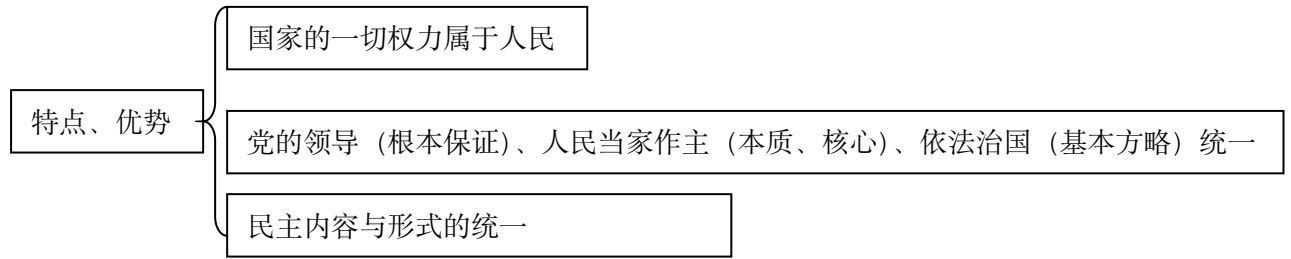 国家的一切权力属于人民
特点、优势
党的领导（根本保证）、人民当家作主（本质、核心）、依法治国（基本方略）统一
民主内容与形式的统一